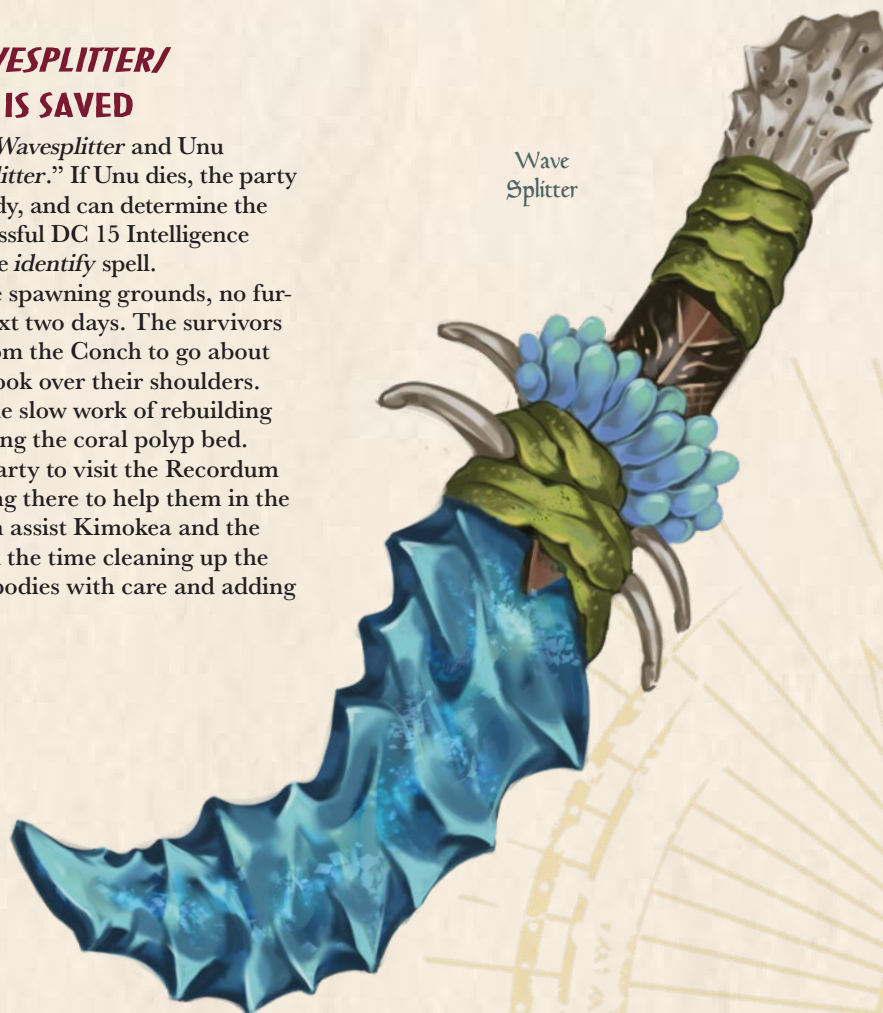 VESPLITTER/
IS SAVED
Wavesplitter and Unu
litter.” If Unu dies, the party
dy, and can determine the
ssful DC 15 Intelligence
e identify spell.
e spawning grounds, no fur-
xt two days. The survivors
om the Conch to go about
ook over their shoulders.
e slow work of rebuilding
ng the coral polyp bed.
arty to visit the Recordum
ng there to help them in the
assist Kimokea and the
the time cleaning up the
bodies with care and adding
Wave
Splitter